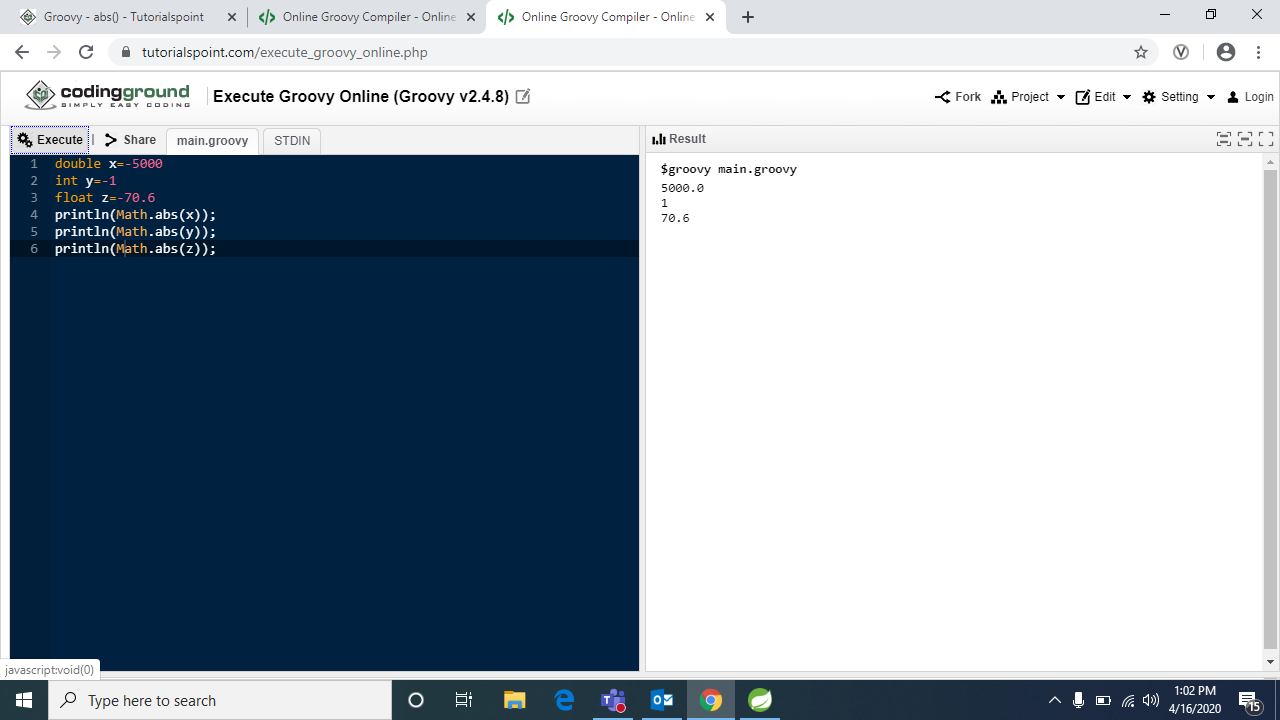 Groovy - abs() - Tutorialspoint
Online Groovy Compiler - Online
Online Groovy Compiler - Online
tutorialspoint.com/execute_groovy_online.php
codingground
SIMPLY EASY CODING
Execute Groovy Online (Groovy v2.4.8)
Fork
Project
Edit
Setting
Login
Execute
Share
main.groovy
STDIN
1 double x=-5000
2 int y=-1
3 float z=-70.6
4 println(Math.abs(x));
5 println(Math.abs(y));
6 println(Math.abs(z));
Result
$groovy main.groovy
5000.0
1
70.6
javascript:void(0)
Type here to search
1:02 PM
4/16/2020
15